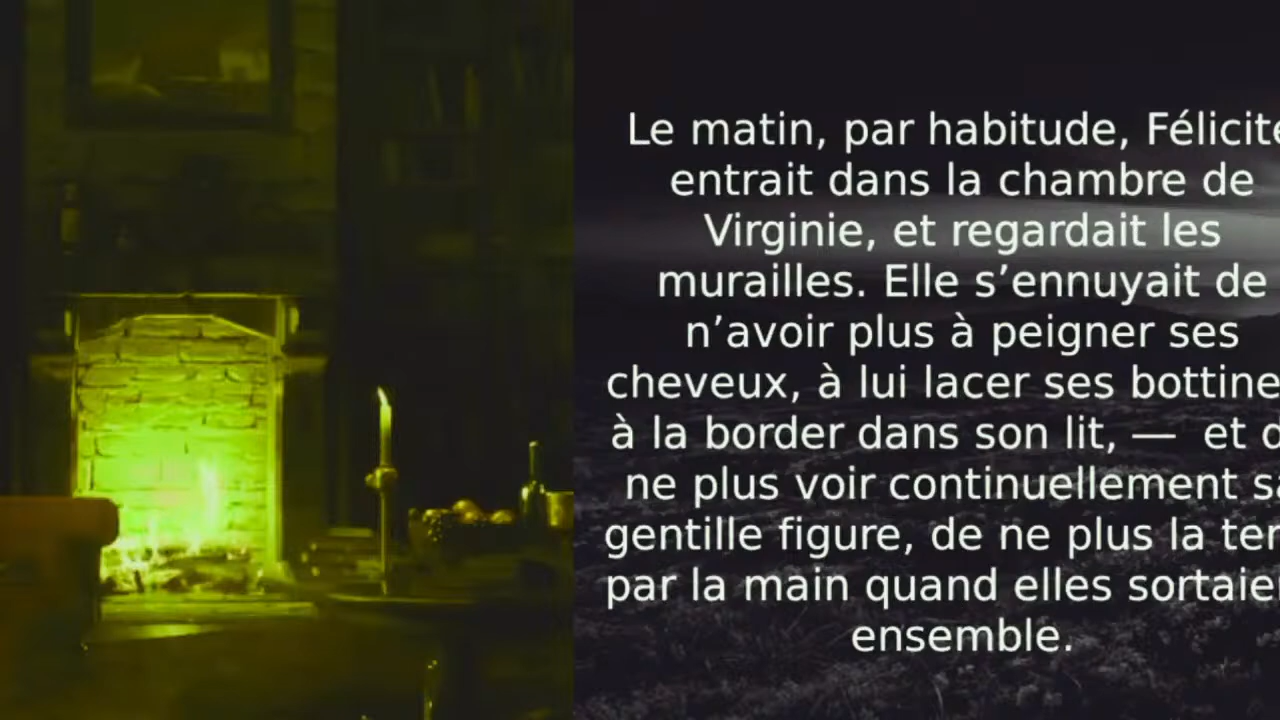 Le matin, par habitude, Félicité
entrait dans la chambre de
Virginie, et regardait les
murailles. Elle s’ennuyait de
n’avoir plus à peigner ses
cheveux, à lui lacer ses bottine
à la border dans son lit, — et d
ne plus voir continuellement sa
gentille figure, de ne plus la ten
par la main quand elles sortaien
ensemble.